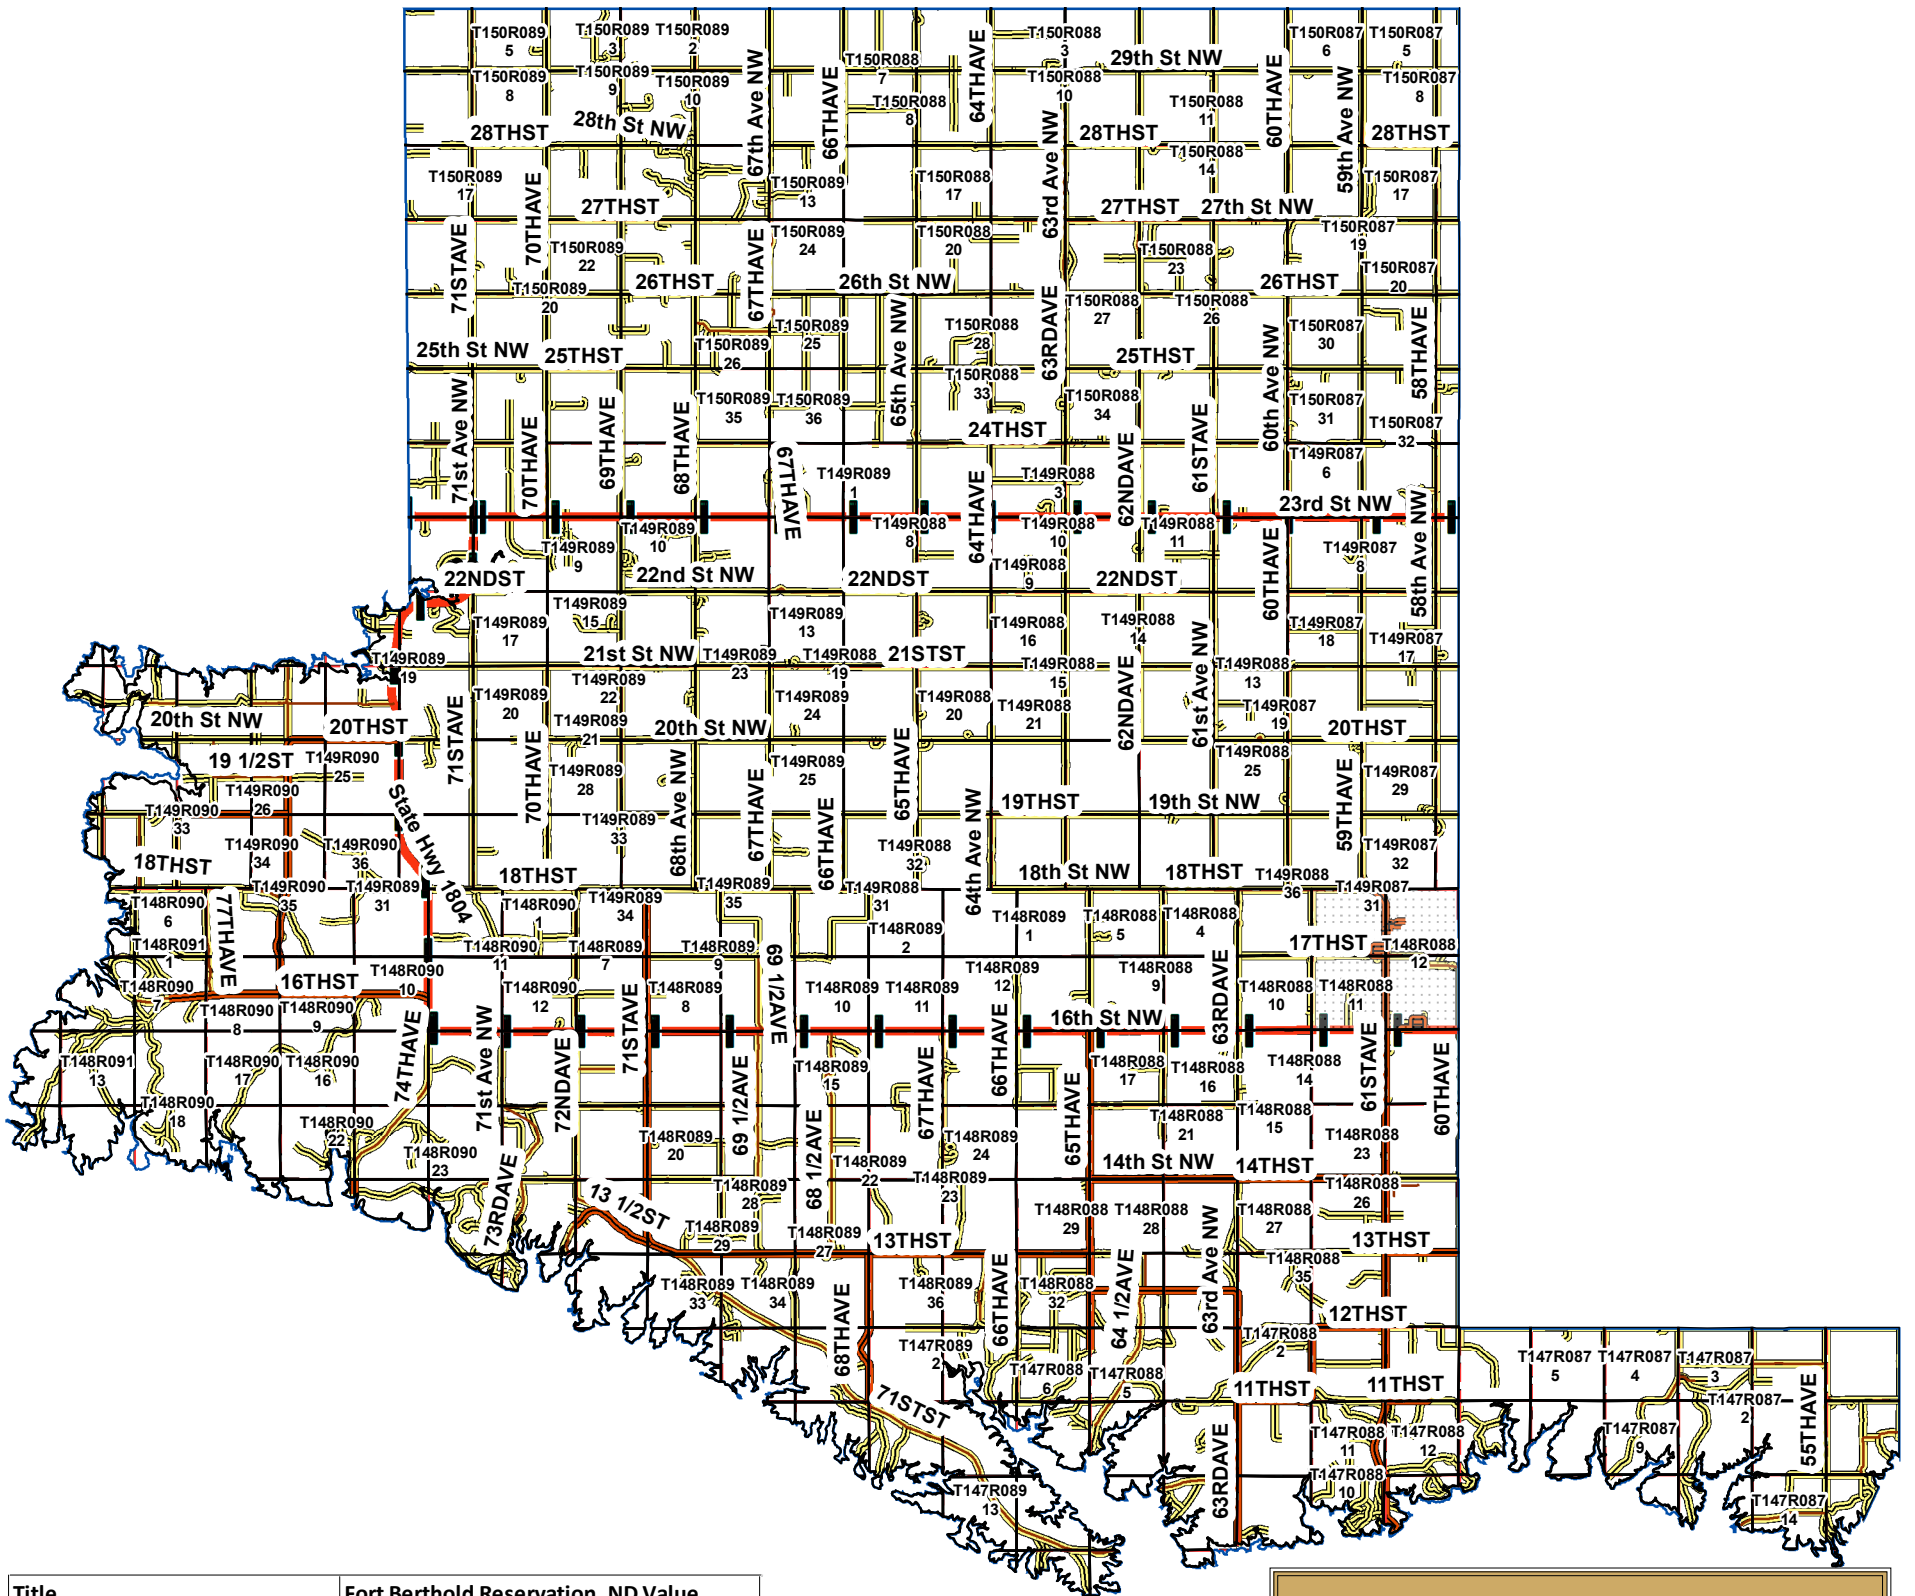 T150R089
5
T150R089
3
T150R089
2
T150R088
3
T150R087
6
T150R087
5
29th St NW
T150R089
8
T150R089
9
T150R089
10
67th Ave NW
66THAVE
T150R088
7
T150R088
8
64THAVE
T150R088
10
T150R088
11
60THAVE
59th Ave NW
T150R087
8
28THST
28th St NW
28THST
28THST
T150R089
17
70THAVE
T150R089
13
T150R088
17
63rd Ave NW
T150R088
14
T150R087
17
27THST
27THST
27th St NW
71STAVE
T150R089
22
67THAVE
T150R089
24
T150R088
20
T150R088
23
T150R087
19
T150R087
20
26THST
26th St NW
26THST
T150R089
20
T150R089
25
T150R089
26
65th Ave NW
T150R088
28
63RDAVE
T150R088
27
T150R088
26
T150R087
30
58THAVE
25th St NW
25THST
25THST
71st Ave NW
70THAVE
69THAVE
68THAVE
T150R089
35
T150R089
36
T150R088
33
T150R088
34
61STAVE
60th Ave NW
T150R087
31
T150R087
32
24THST
67THAVE
T149R089
1
64THAVE
T149R088
3
62NDAVE
T149R087
6
23rd St NW
58th Ave NW
T149R089
9
T149R089
10
T149R088
8
T149R088
10
T149R088
11
60THAVE
T149R087
8
T149R088
9
22NDST
22nd St NW
22NDST
22NDST
T149R089
17
T149R089
15
T149R089
13
T149R088
16
T149R088
14
61st Ave NW
T149R087
18
T149R087
17
T149R089
19
21st St NW
T149R089
23
T149R088
19
21STST
T149R088
15
T149R088
13
71STAVE
T149R089
20
T149R089
22
T149R089
21
T149R089
24
T149R088
20
T149R088
21
62NDAVE
T149R087
19
20th St NW
20THST
20th St NW
20THST
19 1/2ST
T149R090
25
70THAVE
T149R089
28
68th Ave NW
67THAVE
T149R089
25
65THAVE
T149R088
25
59THAVE
T149R087
29
T149R090
26
T149R090
33
State Hwy 1804
T149R089
33
66THAVE
64th Ave NW
19THST
19th St NW
18THST
T149R090
34
T149R090
36
T149R088
32
T149R087
32
18THST
18th St NW
18THST
T149R088
36
T149R090
35
T149R089
31
T149R089
34
T149R089
35
T149R088
31
T149R087
31
T148R090
6
77THAVE
T148R090
1
T148R088
5
T148R088
4
T148R089
1
T148R089
2
T148R091
1
T148R090
11
T148R089
7
T148R089
9
69 1/2AVE
63RDAVE
17THST
T148R088
12
T148R090
7
16THST
T148R090
10
T148R090
12
71STAVE
T148R089
8
T148R089
10
T148R089
11
T148R089
12
T148R088
9
T148R088
10
T148R088
11
T148R090
8
T148R090
9
74THAVE
71st Ave NW
72NDAVE
66THAVE
16th St NW
61STAVE
60THAVE
T148R091
13
T148R090
17
T148R090
16
69 1/2AVE
T148R089
15
67THAVE
65THAVE
T148R088
17
T148R088
16
T148R088
14
T148R090
18
T148R090
22
T148R090
23
T148R089
20
68 1/2AVE
T148R089
24
T148R088
21
T148R088
15
T148R088
23
73RDAVE
T148R089
22
T148R089
23
14th St NW
14THST
T148R088
26
13 1/2ST
T148R089
28
T148R089
29
T148R089
27
13THST
T148R088
29
T148R088
28
63rd Ave NW
T148R088
27
13THST
T148R089
33
T148R089
34
68THAVE
T148R089
36
66THAVE
T148R088
32
64 1/2AVE
T148R088
35
12THST
T147R089
2
T147R088
2
T147R088
6
T147R088
5
11THST
11THST
T147R087
5
T147R087
4
T147R087
3
T147R087
2
71STST
63RDAVE
T147R088
11
T147R088
12
T147R087
9
55THAVE
T147R089
13
T147R088
10
T147R087
14
Title
Fort Berthold Reservation, ND Value